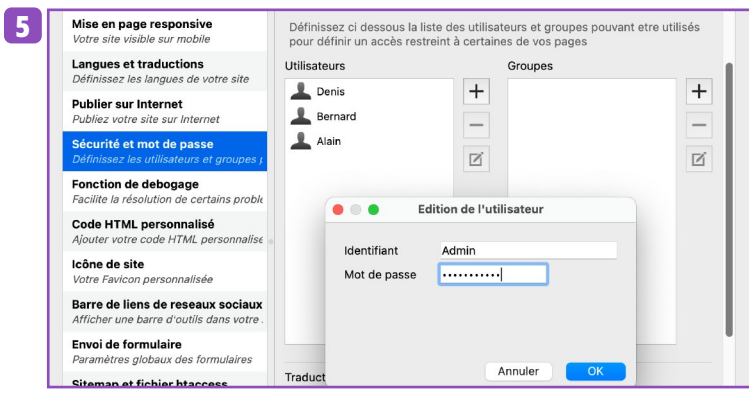 5
Mise en page responsive
Votre site visible sur mobile
Langues et traductions
Définissez les langues de votre site
Publier sur Internet
Publiez votre site sur Internet
Sécurité et mot de passe
Définissez les utilisateurs et groupes p
Fonction de debogage
Facilite la résolution de certains proble
Code HTML personnalisé
Ajouter votre code HTML personnalisé
Icône de site
Votre Favicon personnalisée
Barre de liens de reseaux sociaux
Afficher une barre d'outils dans votre
Envoi de formulaire
Paramètres globaux des formulaires
Sitemap et fichier htaccess
Définissez ci dessous la liste des utilisateurs et groupes pouvant etre utilisés
pour définir un accès restreint à certaines de vos pages
Utilisateurs
Groupes
Denis
Bernard
Alain
Edition de l'utilisateur
Identifiant
Admin
Mot de passe
Annuler
OK
Traduct